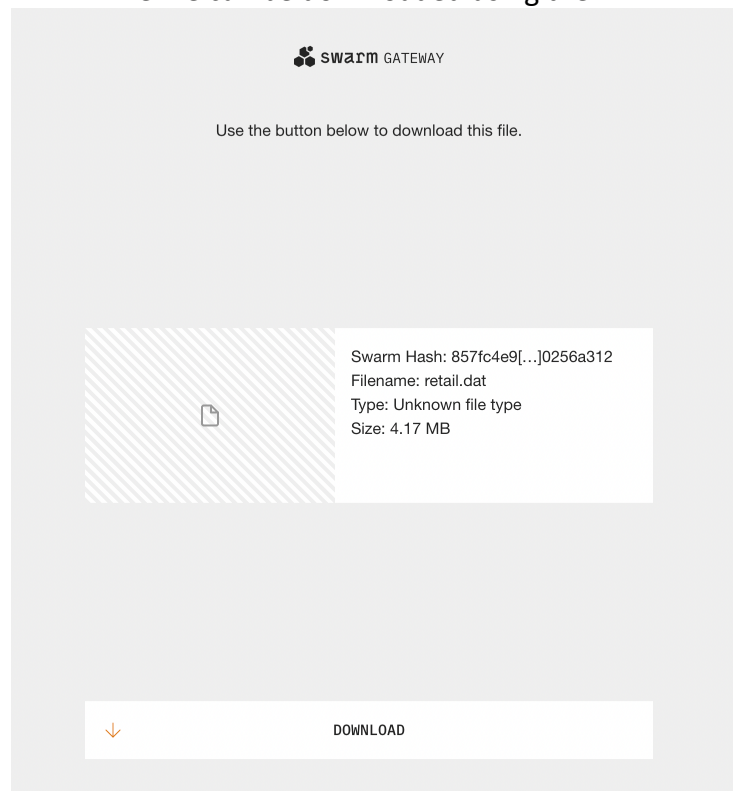 swarm GATEWAY
Use the button below to download this file.
Swarm Hash: 857fc4e9[...]0256a312
Filename: retail.dat
Type: Unknown file type
Size: 4.17 MB
DOWNLOAD